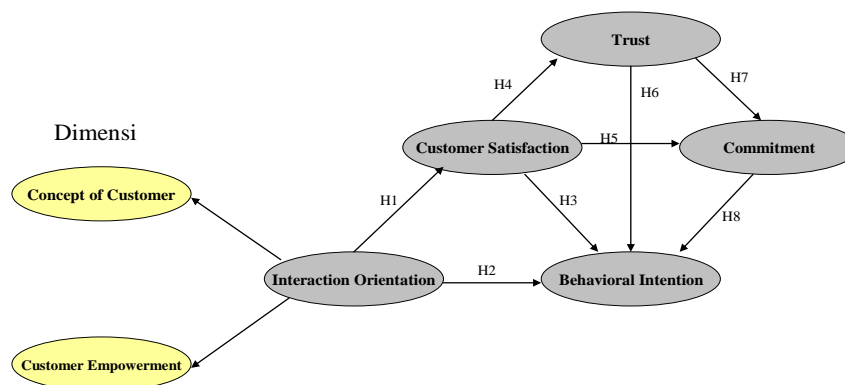 Trust
H4
H6
H7
Dimensi
Customer Satisfaction
H5
Commitment
Concept of Customer
H1
H3
H8
Interaction Orientation
H2
Behavioral Intention
Customer Empowerment